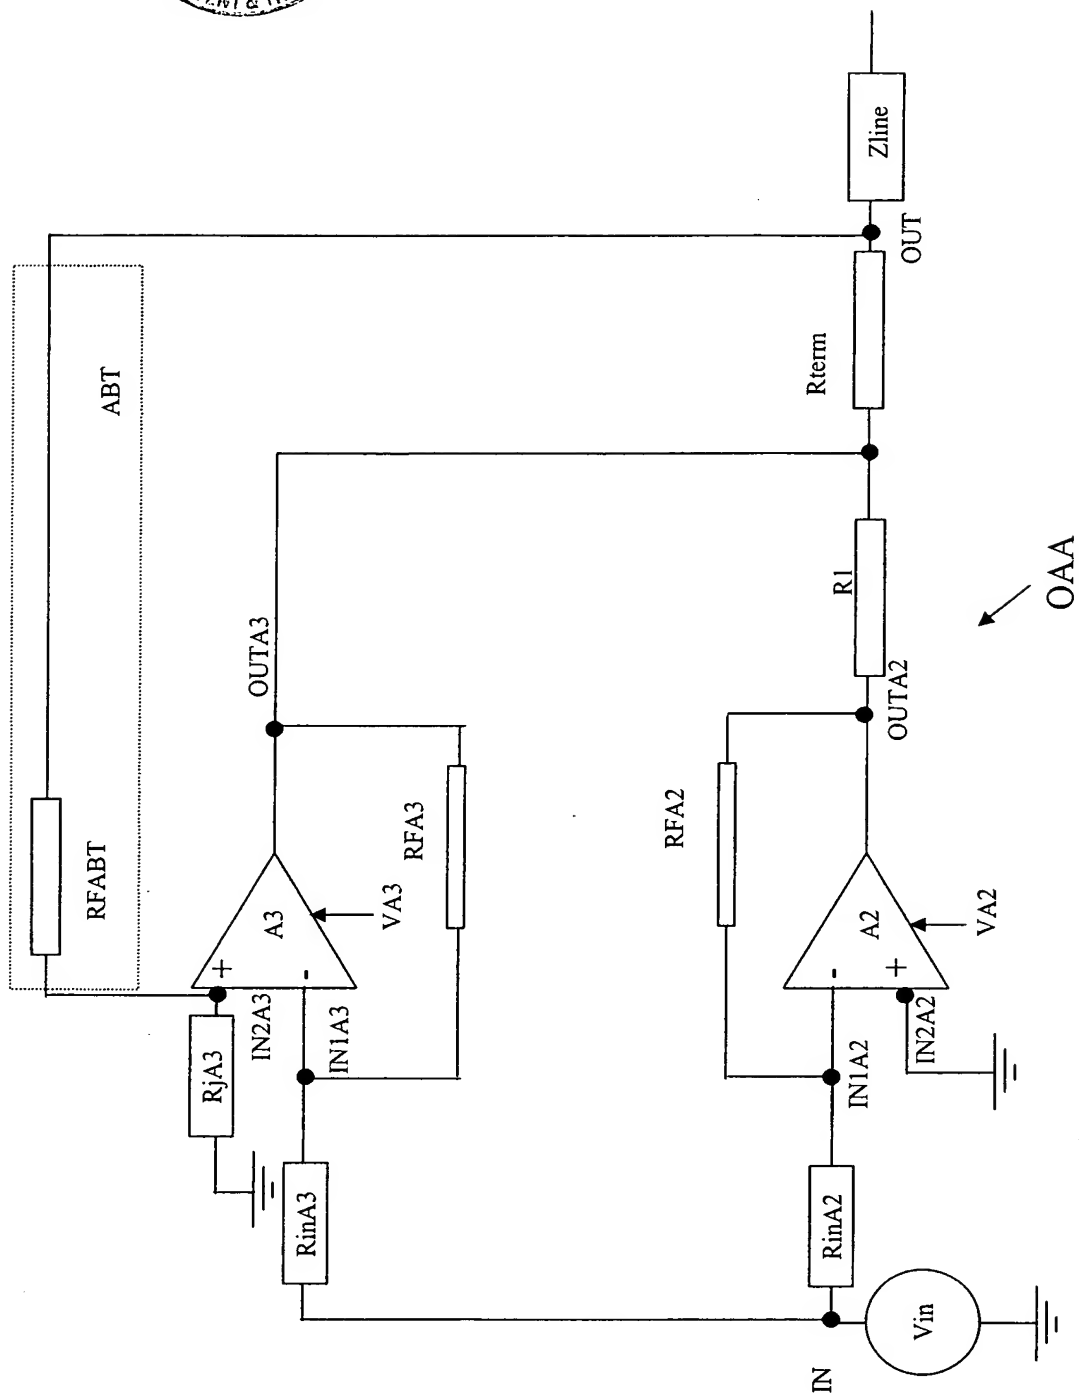 ABT
RFABT
RjA3
IN2A3
+
-
A3
IN1A3
RinA3
VA3
RFA3
OUTA3
RFA2
IN
Vin
RinA2
IN1A2
-
+
A2
IN2A2
VA2
OUTA2
R1
Rterm
OUT
Zline
OAA